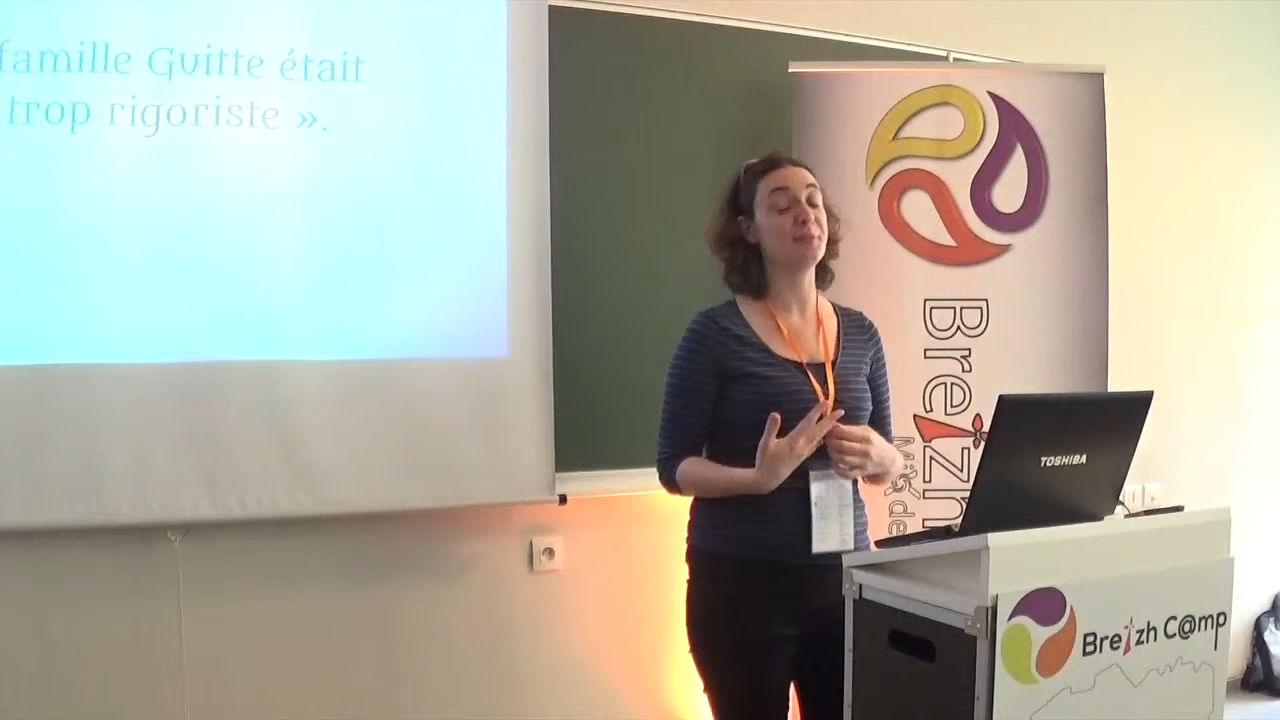 famille Guitte était
trop rigoriste ».
Breizh
TOSHIBA
Breizh C@mp